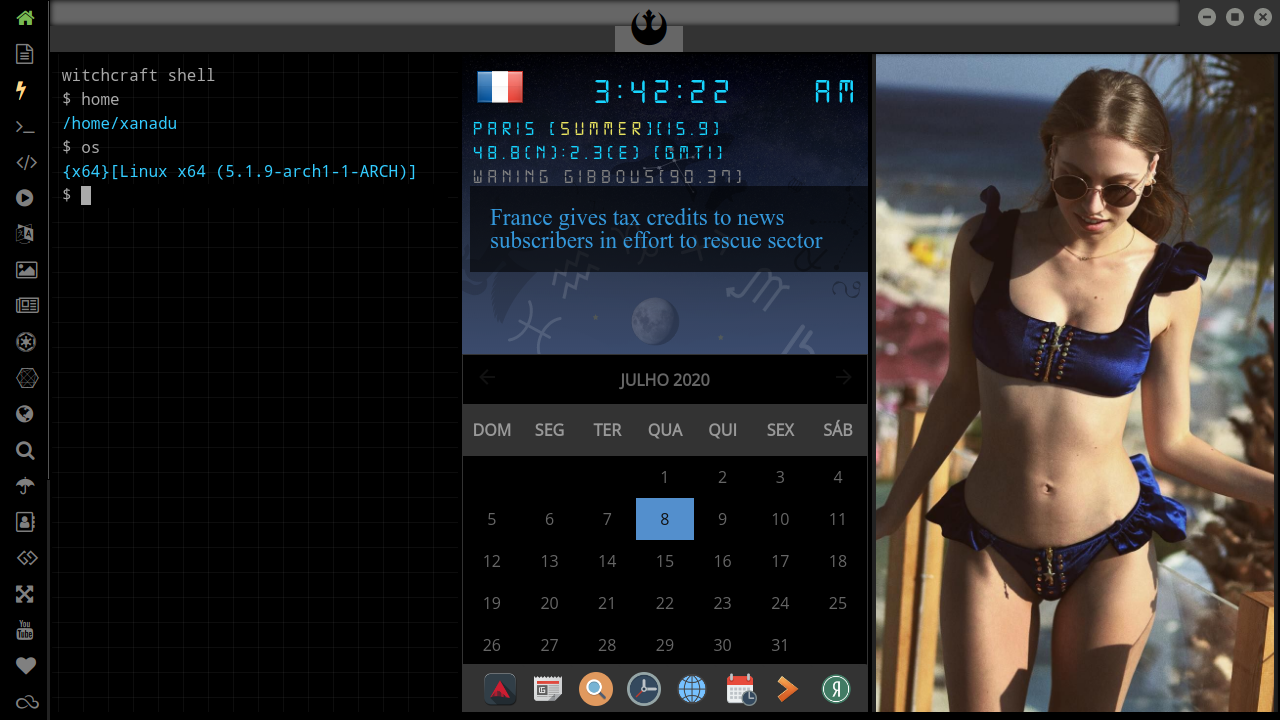 witchcraft shell
$ home
/home/xanadu
$ os
{x64}[Linux x64 (5.1.9-arch1-1-ARCH)]
$
3:42:22 AM
PARIS (SUMMER)[15.9]
48.8(N):2.3(E) (GMT1)
WANING GIBBOUS[90.37]
France gives tax credits to news
subscribers in effort to rescue sector
JULHO 2020
DOM SEG TER QUA QUI SEX SÁB
1 2 3 4
5 6 7 8 9 10 11
12 13 14 15 16 17 18
19 20 21 22 23 24 25
26 27 28 29 30 31
You
Tube
Я